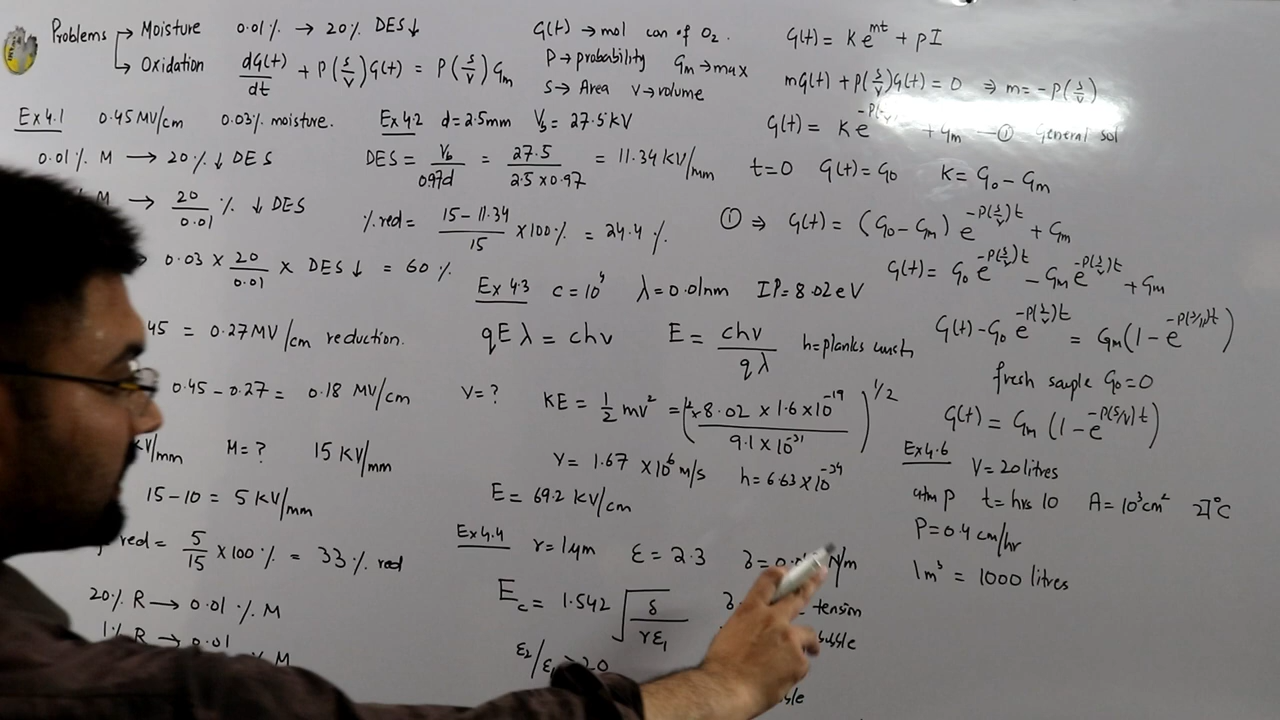 Problems → Moisture 0.01% → 20% DES↓
→ Oxidation dG(t)/dt + P(s/v)G(t) = P(s/v)Gm
G(t) → mol con of O2.
P → probability Gm → max
S → Area V → volume
Ex 4.1 0.45 MV/cm 0.03% moisture.
0.01% M → 20% ↓ DES
M → 20/0.01 % ↓ DES
0.03 × 20/0.01 × DES↓ = 60%
45 = 0.27 MV/cm reduction.
0.45 - 0.27 = 0.18 MV/cm
KV/mm M = ? 15 KV/mm
15 - 10 = 5 KV/mm
red = 5/15 × 100% = 33% red
20% R → 0.01 % M
1% R → 0.01
M
Ex 4.2 d = 2.5mm Vb = 27.5 KV
DES = Vb/0.97d = 27.5/2.5×0.97 = 11.34 KV/mm
% red = 15 - 11.34/15 × 100% = 24.4%
Ex 4.3 c = 10⁴ λ = 0.01nm IP = 8.02 eV
qEλ = chν E = chν/qλ h = planks const
V = ? KE = 1/2 mv² = (2×8.02 × 1.6 × 10⁻¹⁹/9.1 × 10⁻³¹)^1/2
V = 1.67 × 10⁶ m/s h = 6.63 × 10⁻³⁴
E = 69.2 KV/cm
Ex 4.4 r = 1μm ε = 2.3 N/m
Ec = 1.542 √(δ/rε1) tension
ε2/ε1 > 20
G(t) = K e^mt + PI
mG(t) + P(s/v)G(t) = 0 ⇒ m = -P(s/v)
G(t) = K e + Gm — ① General sol
t = 0 G(t) = G0 K = G0 - Gm
① ⇒ G(t) = (G0 - Gm) e^-P(s/v)t + Gm
G(t) = G0 e^-P(s/v)t - Gm e^-P(s/v)t + Gm
G(t) - G0 e^-P(s/v)t = Gm(1 - e^-P(s/v)t)
fresh saple G0 = 0
G(t) = Gm (1 - e^-P(s/v)t)
Ex 4.6 V = 20 litres
atm P t = hrs 10 A = 10³cm² 27°C
P = 0.4 cm/hr
1m³ = 1000 litres